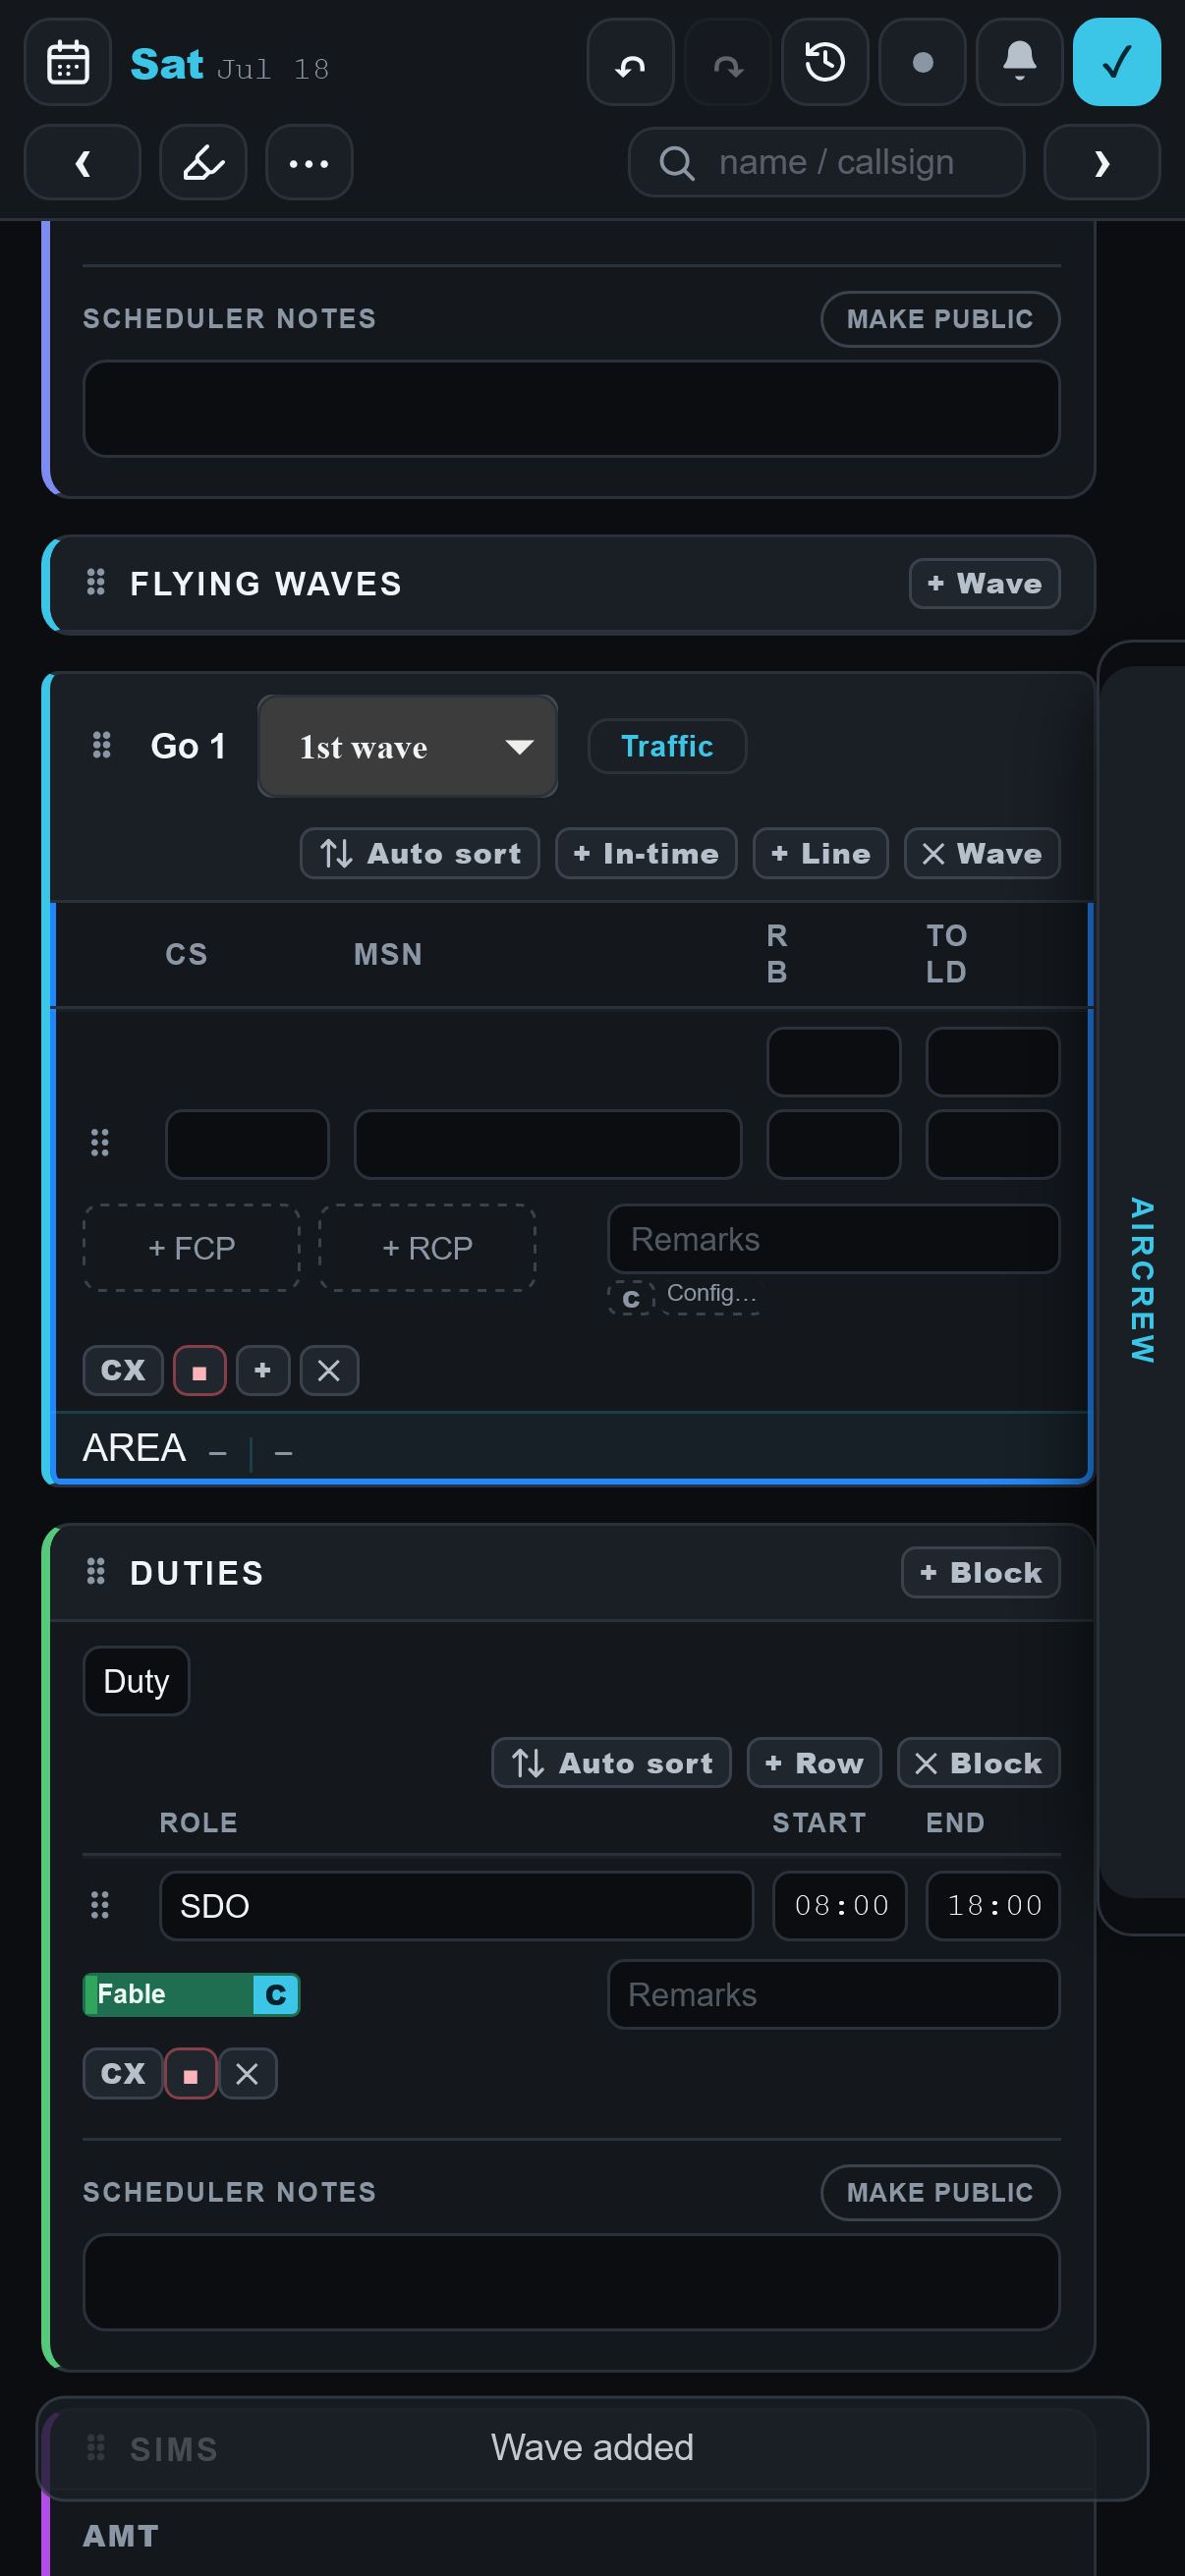 Sat Jul 18
name / callsign
SCHEDULER NOTES
MAKE PUBLIC
FLYING WAVES
+ Wave
Go 1
1st wave
Traffic
Auto sort
+ In-time
+ Line
× Wave
CS
MSN
R
B
TO
LD
+ FCP
+ RCP
Remarks
C
Config...
CX
+
×
AREA – | –
AIRCREW
DUTIES
+ Block
Duty
Auto sort
+ Row
× Block
ROLE
START
END
SDO
08:00
18:00
Fable
C
Remarks
CX
×
SCHEDULER NOTES
MAKE PUBLIC
SIMS
Wave added
AMT